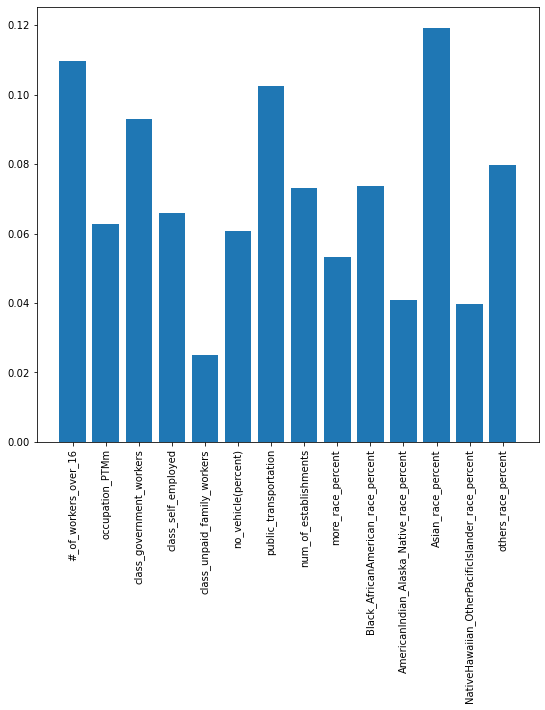 0.12
0.10
0.08
0.06
0.04
0.02
0.00
#_of_workers_over_16
occupation_PTMm
class_government_workers
class_self_employed
class_unpaid_family_workers
no_vehicle(percent)
public_transportation
num_of_establishments
more_race_percent
Black_AfricanAmerican_race_percent
AmericanIndian_Alaska_Native_race_percent
Asian_race_percent
NativeHawaiian_OtherPacificIslander_race_percent
others_race_percent